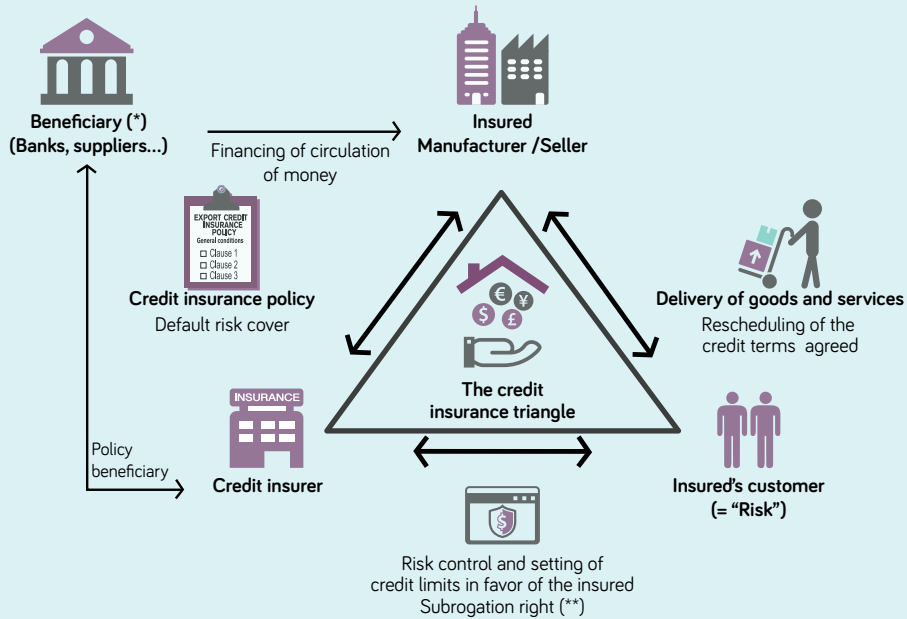 Beneficiary (*)
(Banks, suppliers...)
Financing of circulation
of money
Insured
Manufacturer /Seller
EXPORT CREDIT
INSURANCE
POLICY
General conditions
Clause 1
Clause 2
Clause 3
Credit insurance policy
Default risk cover
€ ¥
$ £
The credit
insurance triangle
Delivery of goods and services
Rescheduling of the
credit terms agreed
Policy
beneficiary
INSURANCE
Credit insurer
Insured's customer
(= “Risk”)
$
Risk control and setting of
credit limits in favor of the insured
Subrogation right (**)